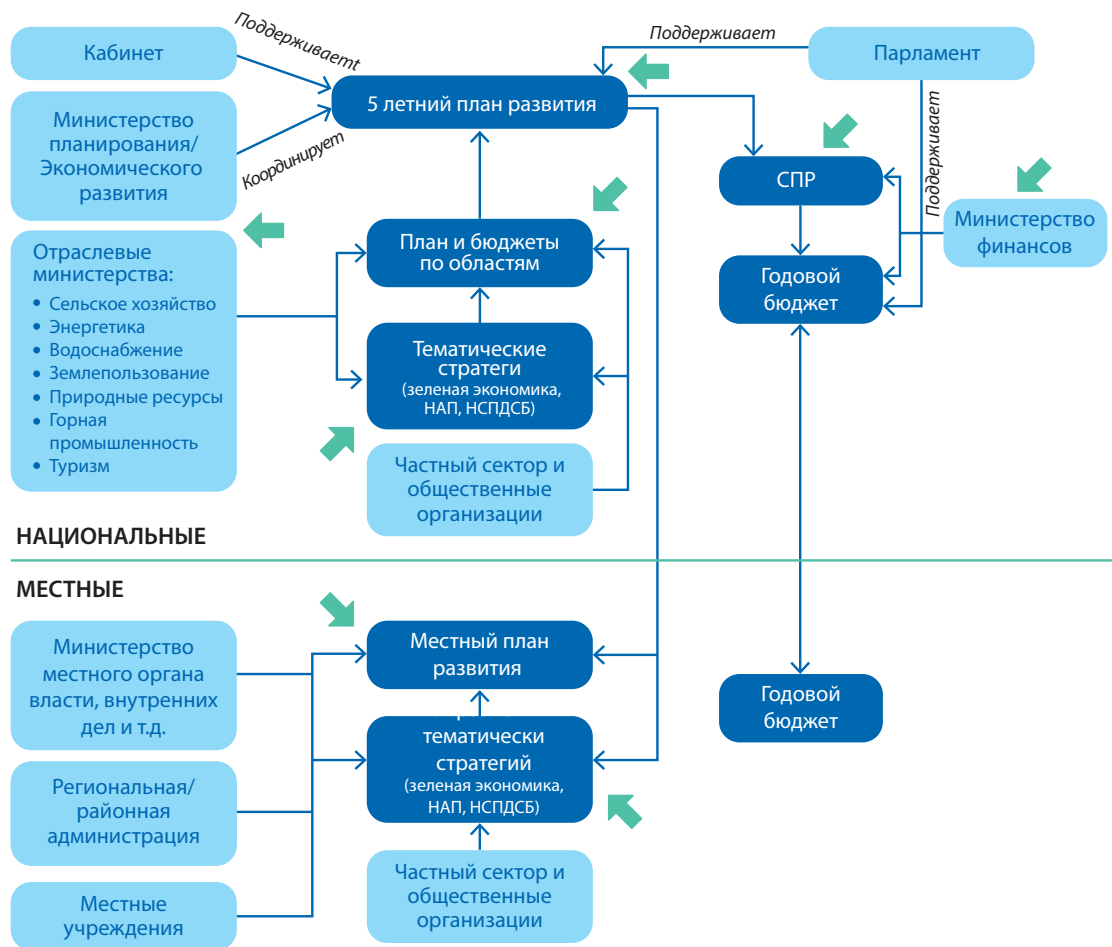 Кабинет
Поддерживаетt
Поддерживает
Парламент
5 летний план развития
Министерство
планирования/
Экономического
развития
Координирует
Поддерживает
СПР
Министерство
финансов
Отраслевые
министерства:
• Сельское хозяйство
• Энергетика
• Водоснабжение
• Землепользование
• Природные ресурсы
• Горная
промышленность
• Туризм
План и бюджеты
по областям
Годовой
бюджет
Тематические
стратеги
(зеленая экономика,
НАП, НСПДСБ)
Частный сектор и
общественные
организации
НАЦИОНАЛЬНЫЕ
МЕСТНЫЕ
Министерство
местного органа
власти, внутренних
дел и т.д.
Местный план
развития
Годовой
бюджет
тематически
стратегий
(зеленая экономика,
НАП, НСПДСБ)
Региональная/
районная
администрация
Частный сектор и
общественные
организации
Местные
учреждения